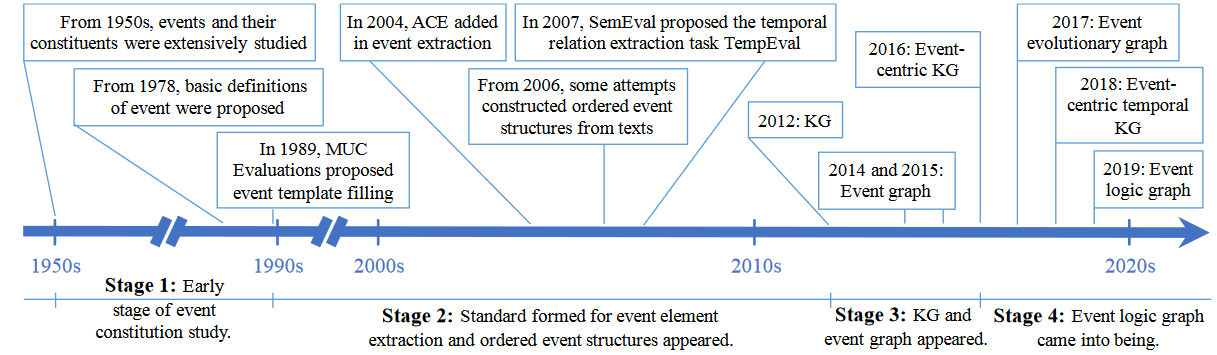 From 1950s, events and their
constituents were extensively studied
From 1978, basic definitions
of event were proposed
In 1989, MUC
Evaluations proposed
event template filling
In 2004, ACE added
in event extraction
In 2007, SemEval proposed the temporal
relation extraction task TempEval
From 2006, some attempts
constructed ordered event
structures from texts
2012: KG
2016: Event-
centric KG
2014 and 2015:
Event graph
2017: Event
evolutionary graph
2018: Event-
centric temporal
KG
2019: Event
logic graph
1950s
1990s
2000s
2010s
2020s
Stage 1: Early
stage of event
constitution study.
Stage 2: Standard formed for event element
extraction and ordered event structures appeared.
Stage 3: KG and
event graph appeared.
Stage 4: Event logic graph
came into being.